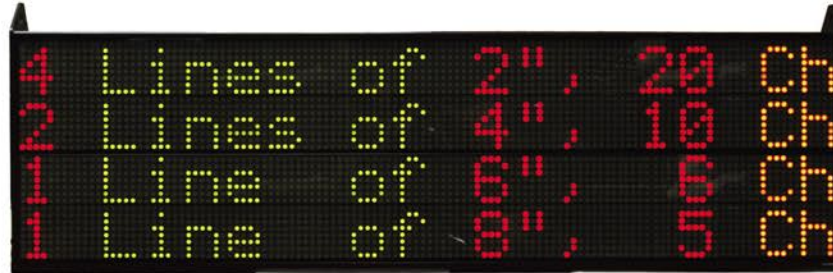 4 Lines of 2", 20 Ch
2 Lines of 4", 10 Ch
1 Line of 6", 6 Ch
1 Line of 8", 5 Ch